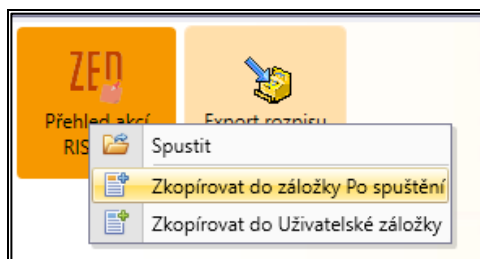 ZED
Přehled akcí
RIS
Export rozpisu
Spustit
Zkopírovat do záložky Po spuštění
Zkopírovat do Uživatelské záložky